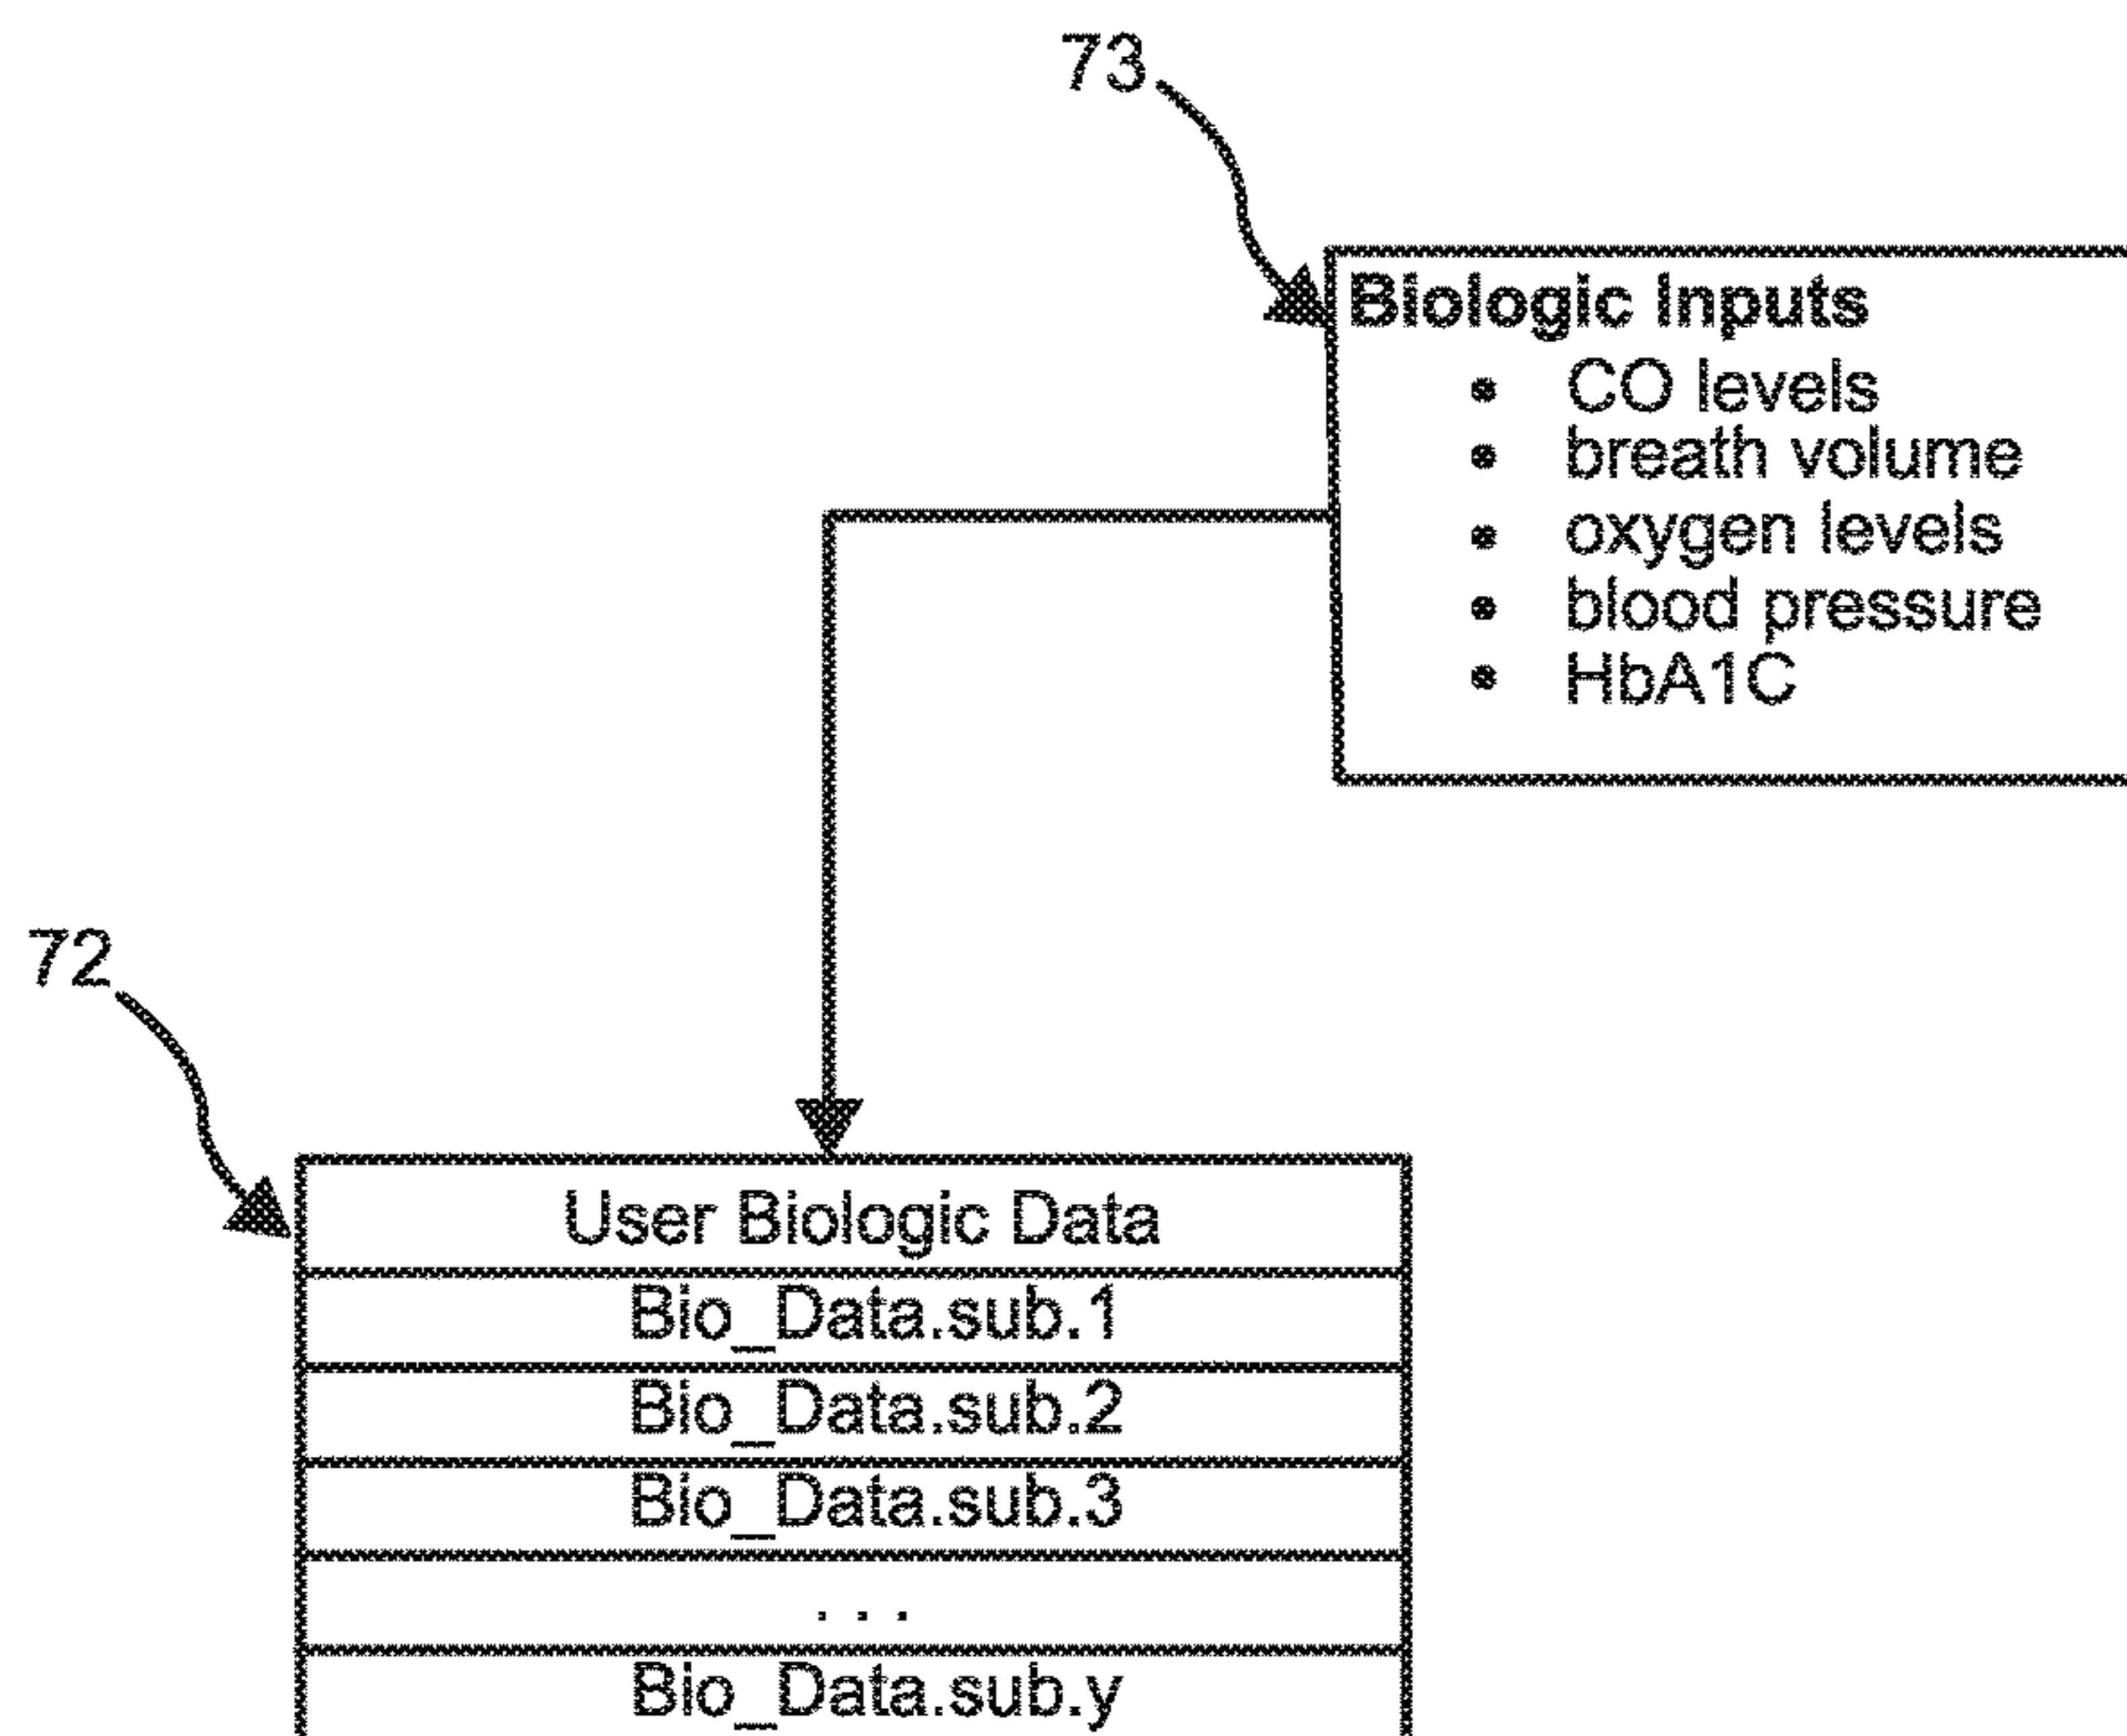 73
Biologic Inputs
• CO levels
• breath volume
• oxygen levels
• blood pressure
• HbA1C
72
User Biologic Data
Bio_Data.sub.1
Bio_Data.sub.2
Bio_Data.sub.3
. . .
Bio_Data.sub.y